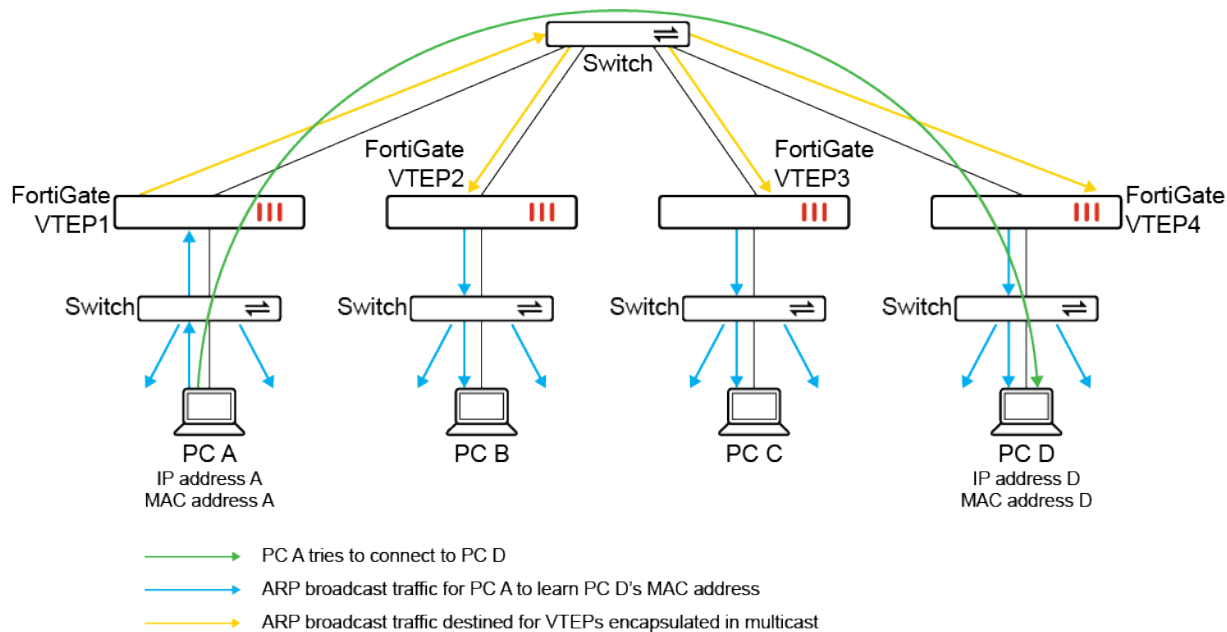 Switch
FortiGate
VTEP2
FortiGate
VTEP3
FortiGate
VTEP1
FortiGate
VTEP4
Switch
Switch
Switch
Switch
PC A
IP address A
MAC address A
PC B
PC C
PC D
IP address D
MAC address D
PC A tries to connect to PC D
ARP broadcast traffic for PC A to learn PC D's MAC address
ARP broadcast traffic destined for VTEPs encapsulated in multicast